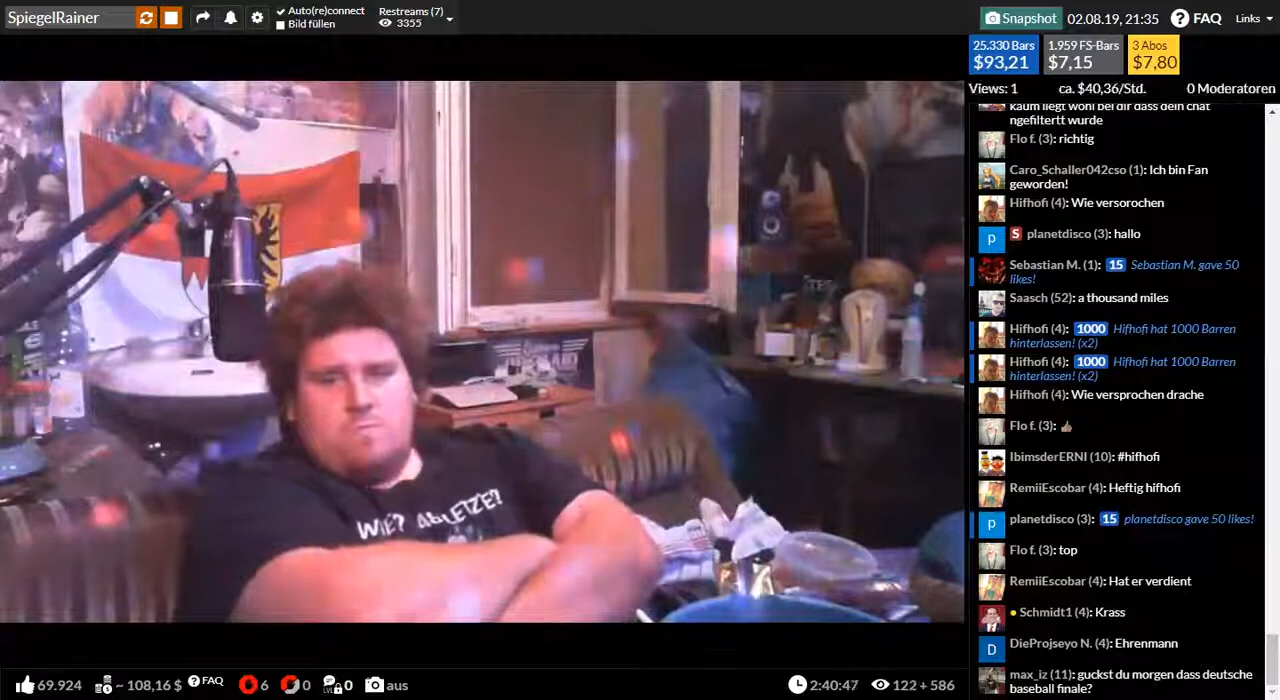 SpiegelRainer
Auto(re)connect
Bild füllen
Restreams (7)
3355
Snapshot
02.08.19, 21:35
FAQ
Links
25.330 Bars
$93,21
1.959 FS-Bars
$7,15
3 Abos
$7,80
Views: 1
ca. $40,36/Std.
0 Moderatoren
kaum liegt wohl bei dir dass dein chat
ngefiltertt wurde
Flo f. (3): richtig
Caro_Schaller042cso (1): Ich bin Fan
geworden!
Hifhofi (4): Wie versorochen
p S planetdisco (3): hallo
Sebastian M. (1): 15 Sebastian M. gave 50
likes!
Saasch (52): a thousand miles
Hifhofi (4): 1000 Hifhofi hat 1000 Barren
hinterlassen! (x2)
Hifhofi (4): 1000 Hifhofi hat 1000 Barren
hinterlassen! (x2)
Hifhofi (4): Wie versprochen drache
Flo f. (3): 👍🏽
IbimsderERNI (10): #hifhofi
RemiiEscobar (4): Heftig hifhofi
p planetdisco (3): 15 planetdisco gave 50 likes!
Flo f. (3): top
RemiiEscobar (4): Hat er verdient
Schmidt1 (4): Krass
D DieProjseyo N. (4): Ehrenmann
max_iz (11): guckst du morgen dass deutsche
baseball finale?
WIE? ABLETZE?
69.924
~ 108,16 $
FAQ
6
0
LVL
0
aus
2:40:47
122 + 586